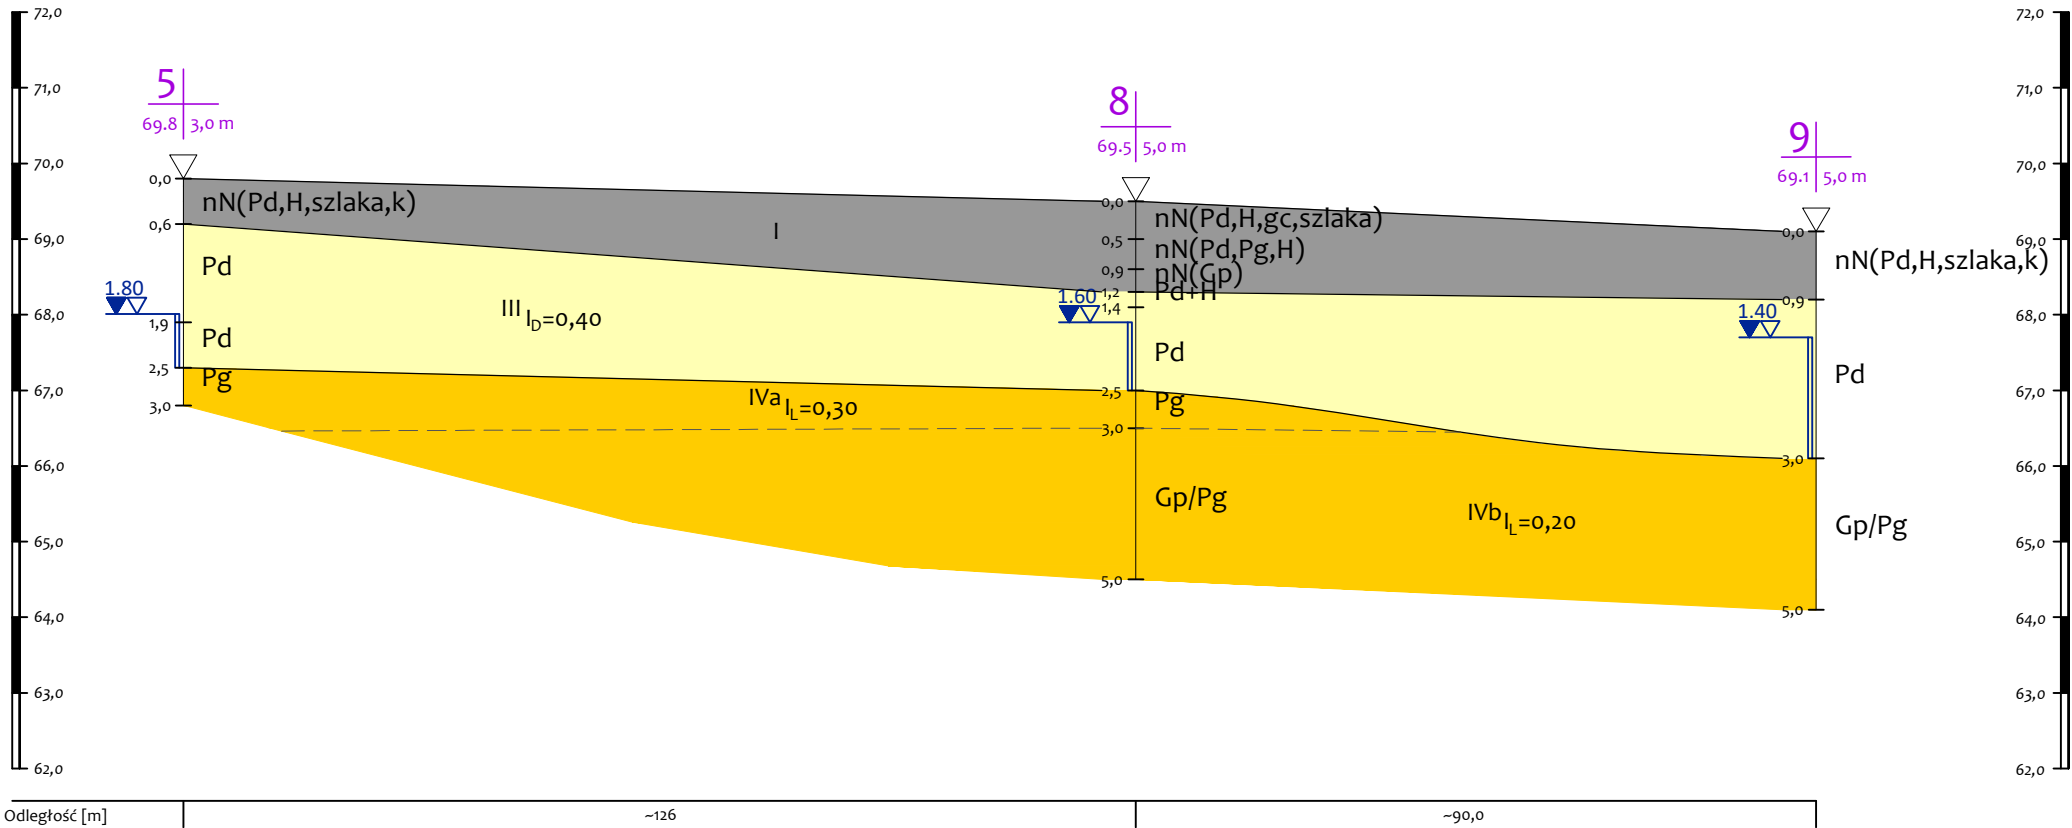 72,0
72,0
5
71,0
71,0
8
69.8 3,0 m
9
69.5 5,0 m
70,0
70,0
69.1 5,0 m
0,0
nN(Pd,H,szlaka,k)
0,0
nN(Pd,H,gc,szlaka)
0,6
I
0,0
69,0
0,5
69,0
nN(Pd,Pg,H)
nN(Pd,H,szlaka,k)
Pd
0,9
nN(Gp)
1.80
1.60
1,2
Pd+H
0,9
III I_D=0,40
1,4
1.40
68,0
68,0
1,9
Pd
Pd
2,5
Pg
Pd
67,0
67,0
IVa I_L=0,30
2,5
Pg
3,0
3,0
3,0
66,0
66,0
Gp/Pg
IVb I_L=0,20
Gp/Pg
65,0
65,0
5,0
5,0
64,0
64,0
63,0
63,0
62,0
62,0
Odległość [m]
~126
~90,0